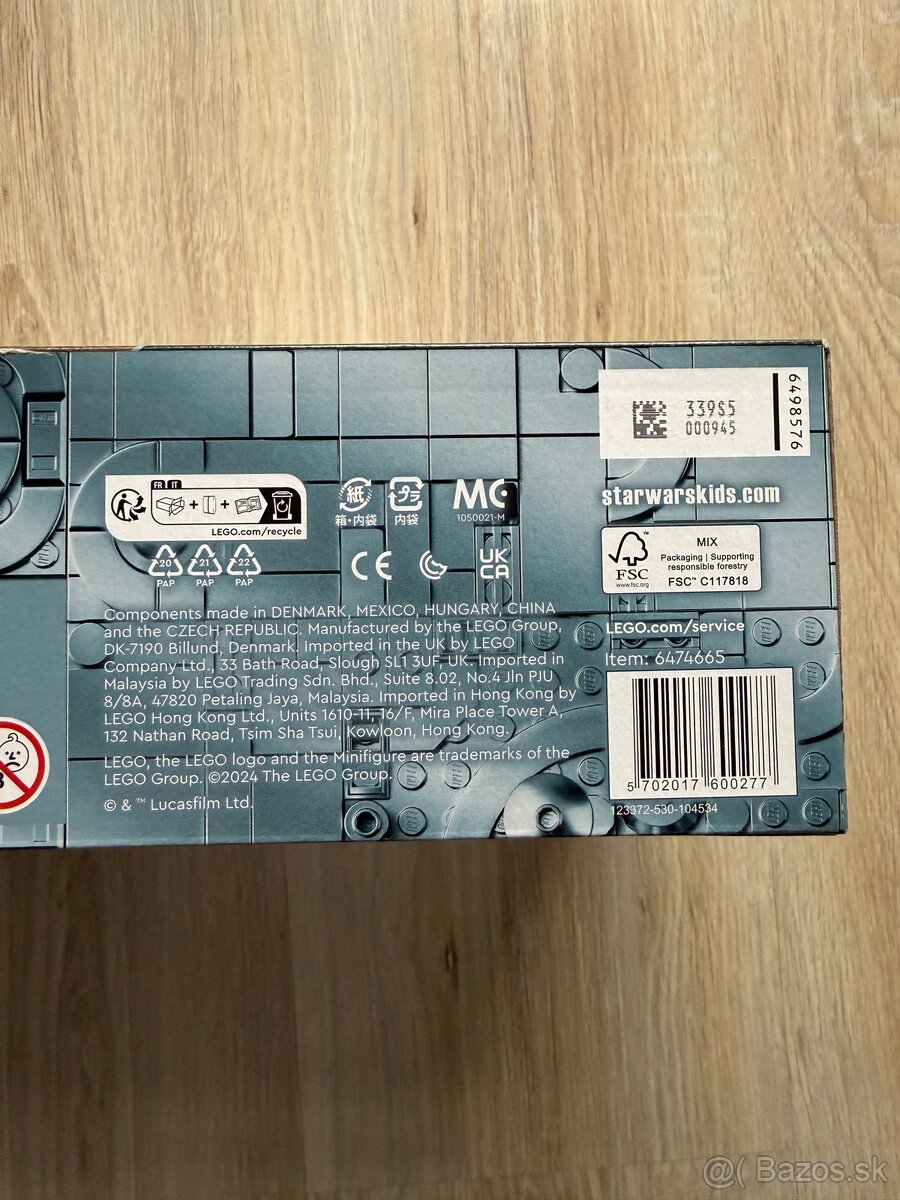 339S5
000945
6498576
starwarskids.com
FR IT
+ +
LEGO.com/recycle
紙
箱・内袋
プラ
内袋
MC
1050021-M
20
PAP
21
PAP
22
PAP
CE
UK
CA
FSC
www.fsc.org
MIX
Packaging | Supporting
responsible forestry
FSC™ C117818
Components made in DENMARK, MEXICO, HUNGARY, CHINA
and the CZECH REPUBLIC. Manufactured by the LEGO Group,
DK-7190 Billund, Denmark. Imported in the UK by LEGO
Company Ltd., 33 Bath Road, Slough SL1 3UF, UK. Imported in
Malaysia by LEGO Trading Sdn. Bhd., Suite 8.02, No.4 Jln PJU
8/8A, 47820 Petaling Jaya, Malaysia. Imported in Hong Kong by
LEGO Hong Kong Ltd., Units 1610-11, 16/F, Mira Place Tower A,
132 Nathan Road, Tsim Sha Tsui, Kowloon, Hong Kong.
LEGO, the LEGO logo and the Minifigure are trademarks of the
LEGO Group. ©2024 The LEGO Group.
© & ™ Lucasfilm Ltd.
LEGO.com/service
Item: 6474665
5 702017 600277
123372-530-104534
@( Bazos.sk